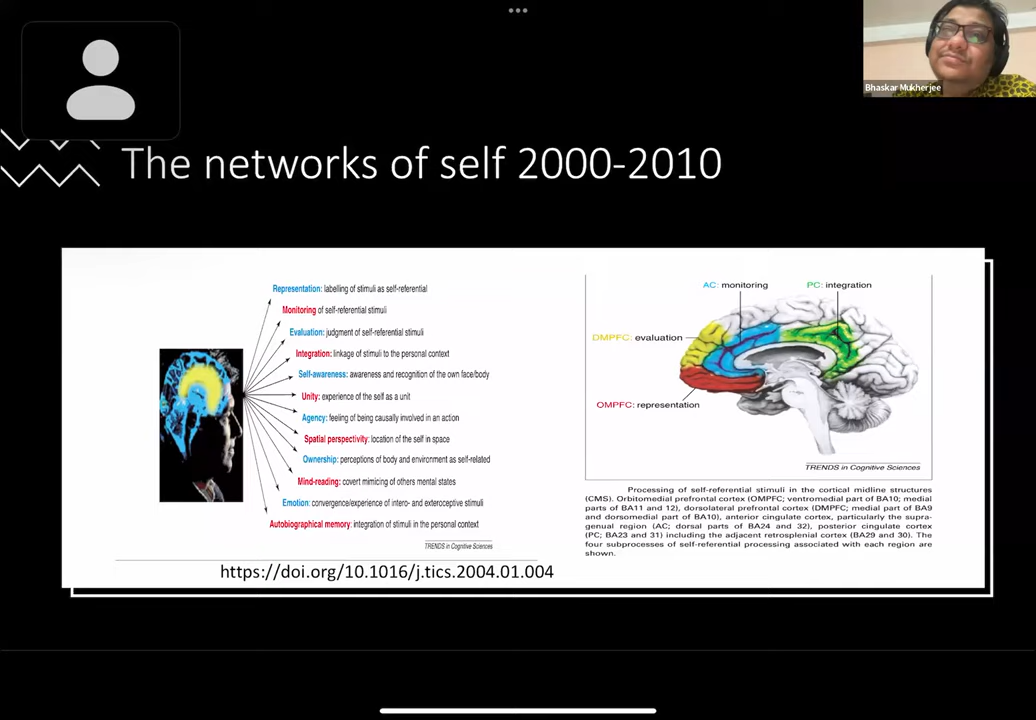 Bhaskar Mukherjee
The networks of self 2000-2010
Representation: labelling of stimuli as self-referential
Monitoring of self-referential stimuli
Evaluation: judgment of self-referential stimuli
Integration: linkage of stimuli to the personal context
Self-awareness: awareness and recognition of the own face/body
Unity: experience of the self as a unit
Agency: feeling of being causally involved in an action
Spatial perspectivity: location of the self in space
Ownership: perceptions of body and environment as self-related
Mind-reading: covert mimicing of others mental states
Emotion: convergence/experience of intero- and exteroceptive stimuli
Autobiographical memory: integration of stimuli in the personal context
TRENDS in Cognitive Sciences
https://doi.org/10.1016/j.tics.2004.01.004
AC: monitoring
PC: integration
DMPFC: evaluation
OMPFC: representation
TRENDS in Cognitive Sciences
Processing of self-referential stimuli in the cortical midline structures
(CMS). Orbitomedial prefrontal cortex (OMPFC; ventromedial part of BA10; medial
parts of BA11 and 12), dorsolateral prefrontal cortex (DMPFC; medial part of BA9
and dorsomedial part of BA10), anterior cingulate cortex, particularly the supra-
genual region (AC; dorsal parts of BA24 and 32), posterior cingulate cortex
(PC; BA23 and 31) including the adjacent retrosplenial cortex (BA29 and 30). The
four subprocesses of self-referential processing associated with each region are
shown.